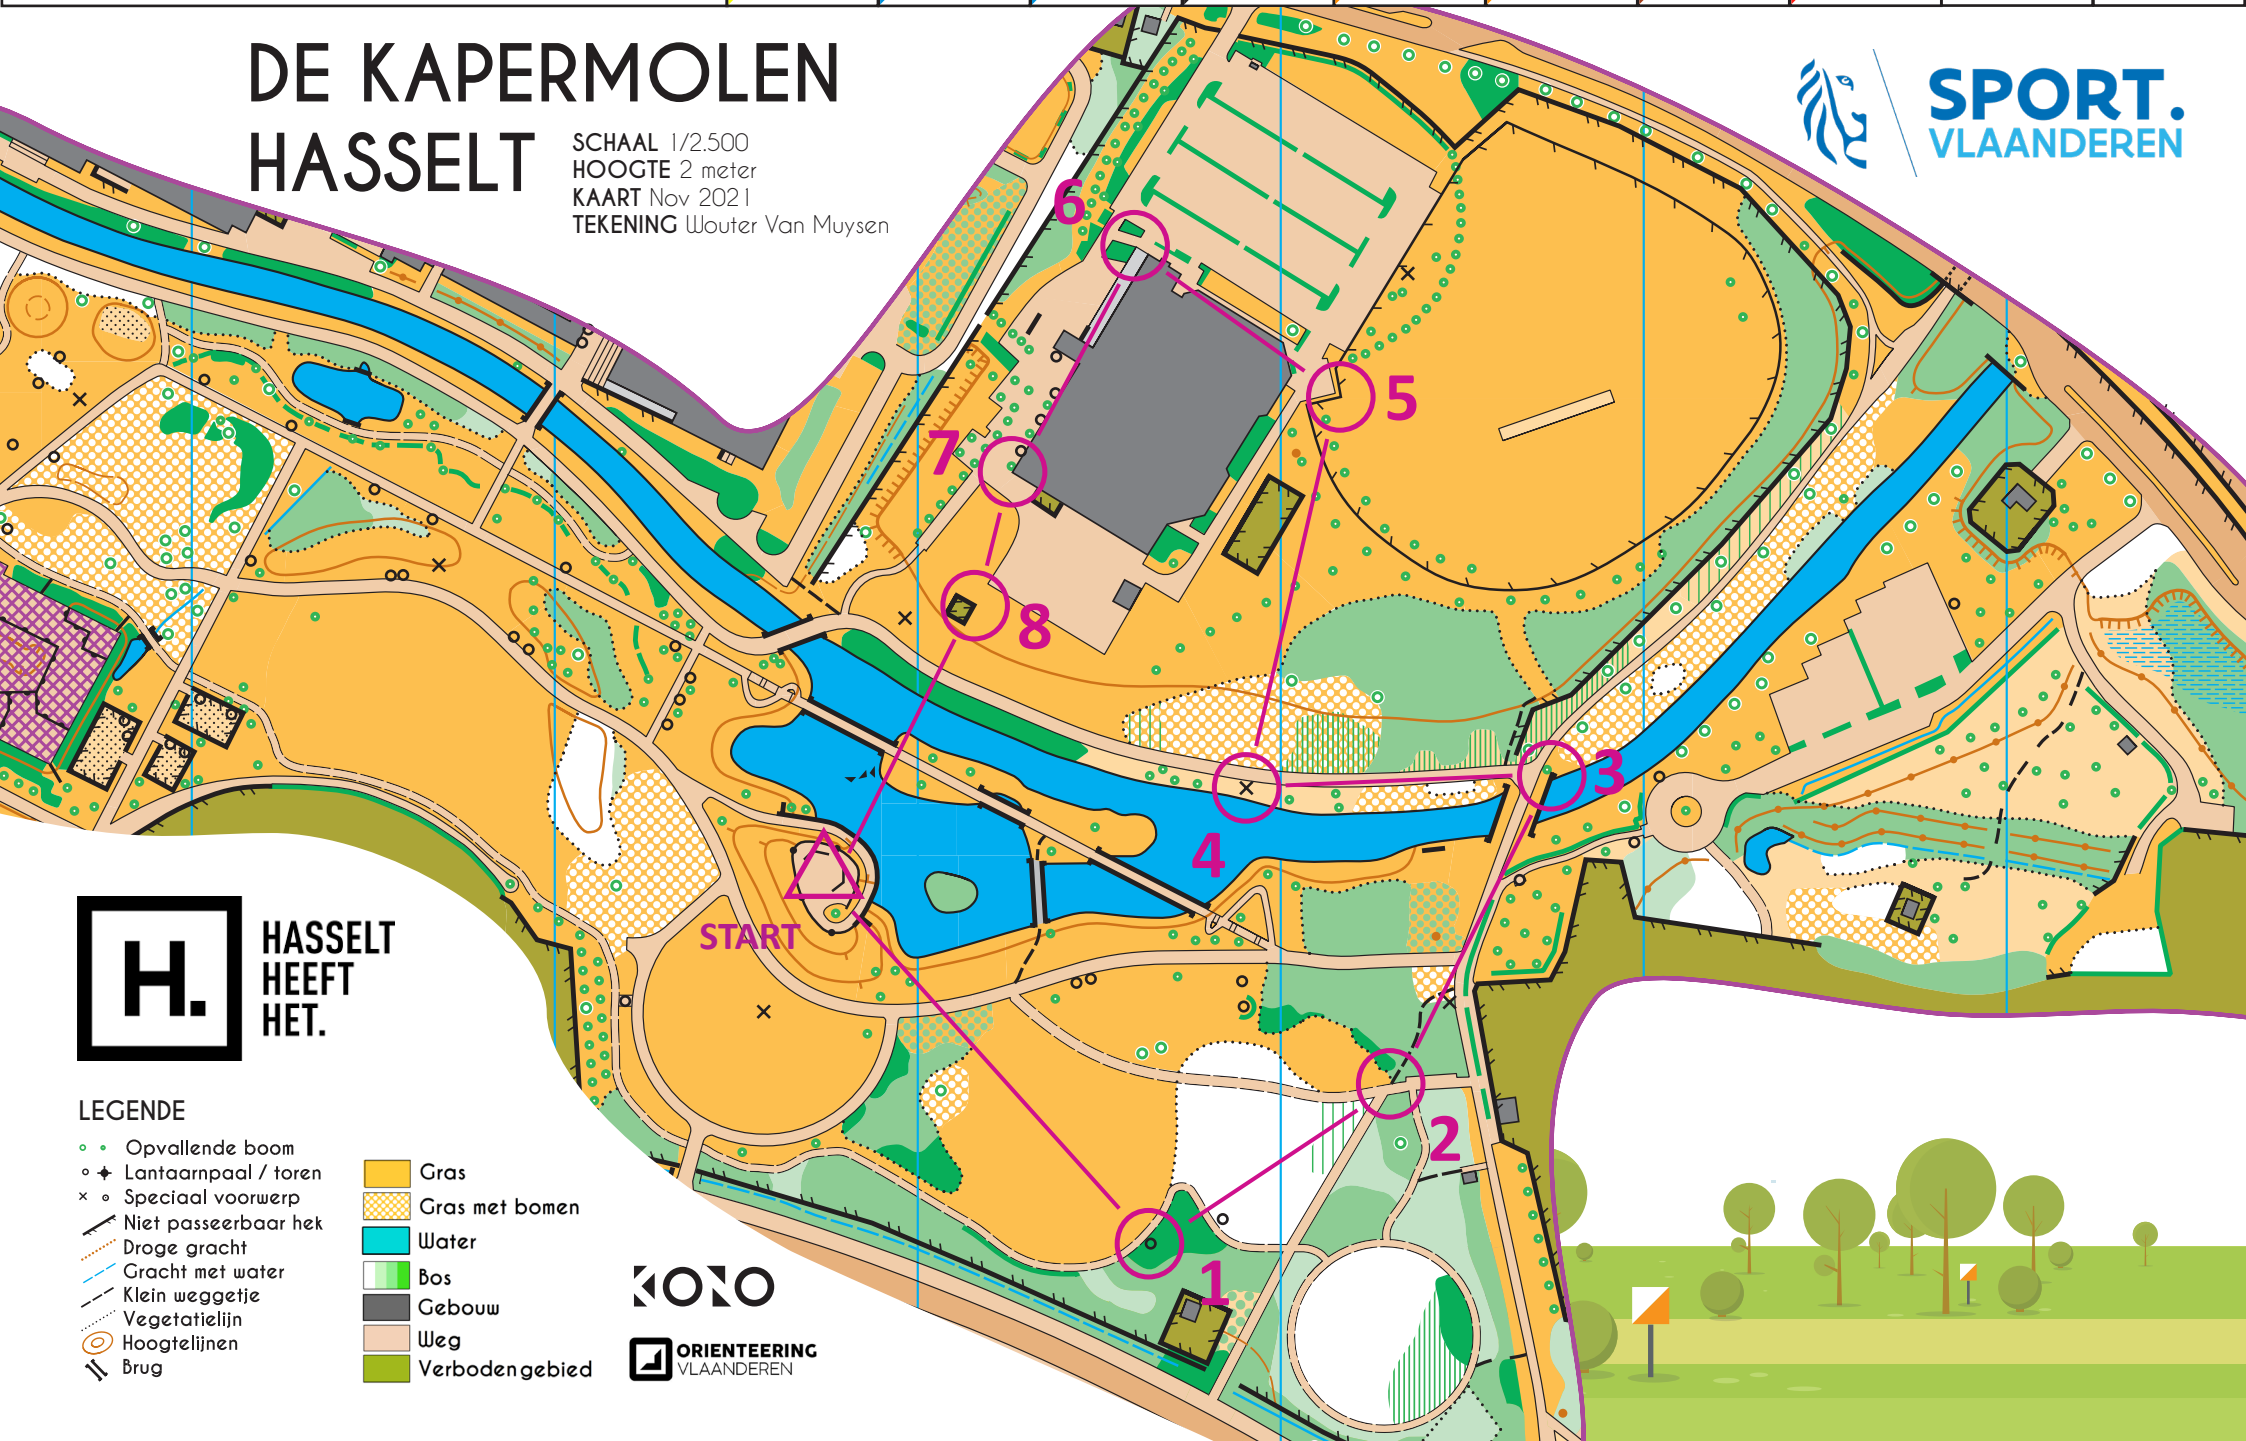 DE KAPERMOLEN
HASSELT
SCHAAL 1/2.500
HOOGTE 2 meter
KAART Nov 2021
TEKENING Wouter Van Muysen
SPORT.
VLAANDEREN
6
5
7
8
3
4
START
2
1
H.
HASSELT
HEEFT
HET.
LEGENDE
Opvallende boom
Lantaarnpaal / toren
Speciaal voorwerp
Niet passeerbaar hek
Droge gracht
Gracht met water
Klein weggetje
Vegetatielijn
Hoogtelijnen
Brug
Gras
Gras met bomen
Water
Bos
Gebouw
Weg
Verboden gebied
KOXO
ORIENTEERING
VLAANDEREN